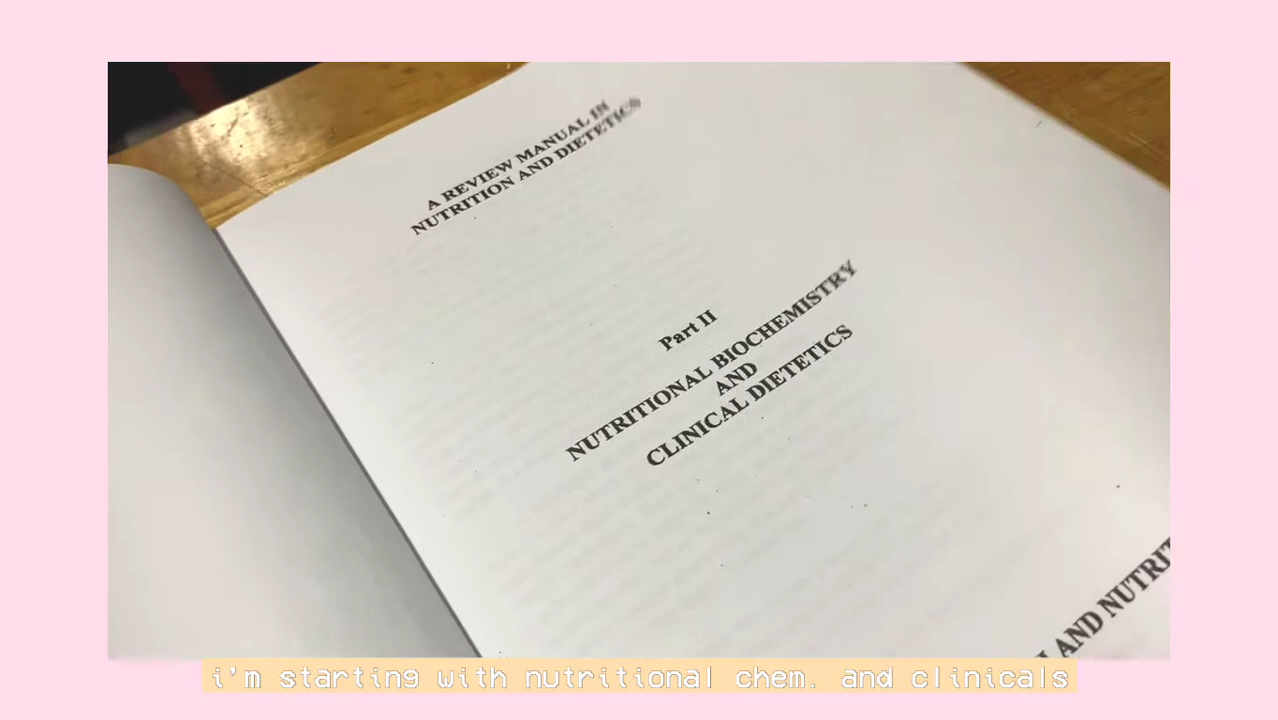 A REVIEW MANUAL IN
NUTRITION AND DIETETICS
Part II
NUTRITIONAL BIOCHEMISTRY
AND
CLINICAL DIETETICS
AND
i'm starting with nutritional chem. and clinicals